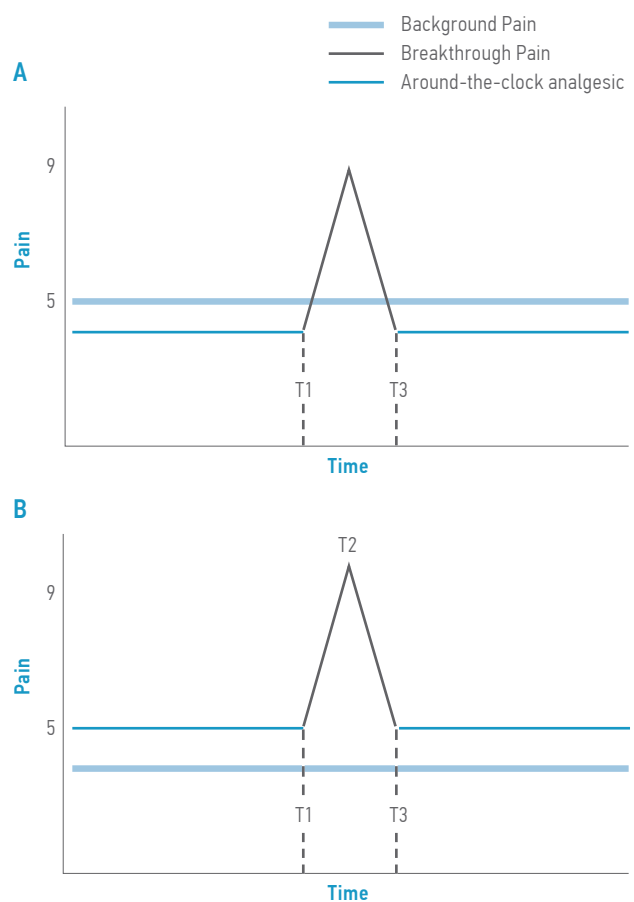 Background Pain
Breakthrough Pain
Around-the-clock analgesic
A
9
Pain
5
T1
T3
Time
B
T2
9
Pain
5
T1
T3
Time